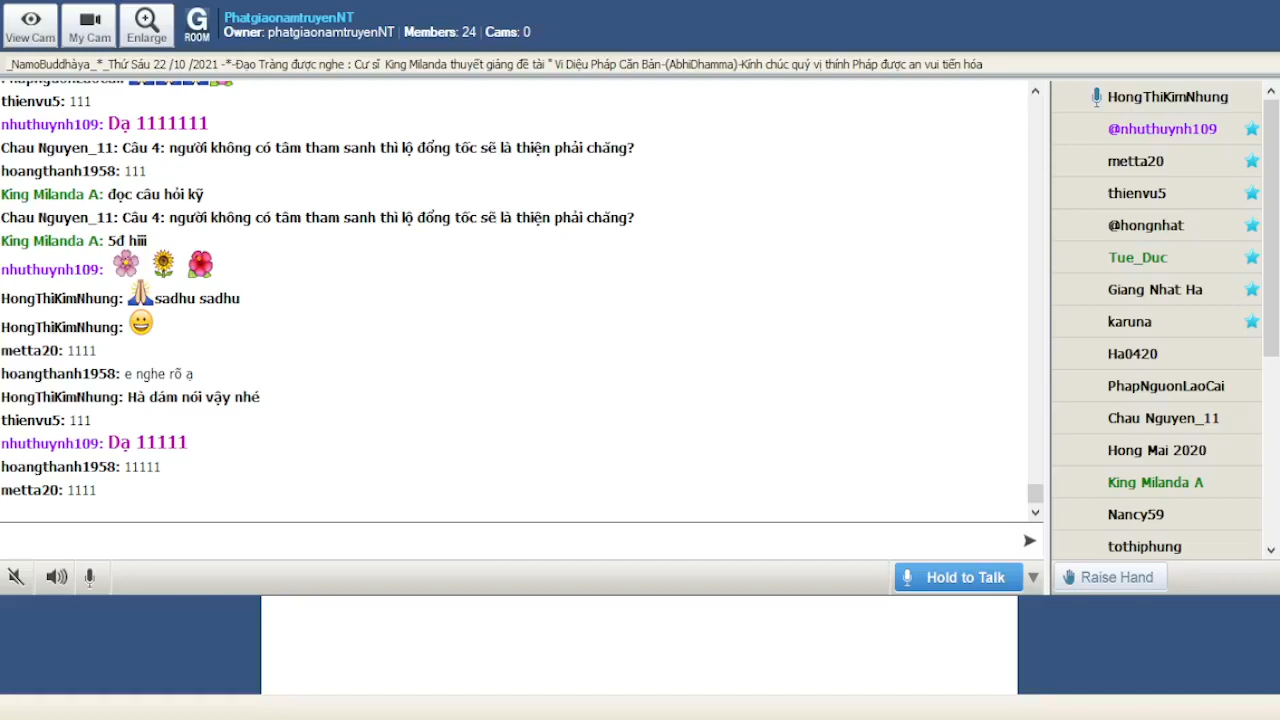 View Cam
My Cam
Enlarge
G
ROOM
PhatgiaonamtruyenNT
Owner: phatgiaonamtruyenNT | Members: 24 | Cams: 0
_NamoBuddhàya_*_Thứ Sáu 22 /10 /2021 -*-Đạo Tràng được nghe : Cư sĩ King Milanda thuyết giảng đề tài " Vi Diệu Pháp Căn Bản-(AbhiDhamma)-Kính chúc quý vị thính Pháp được an vui tiến hóa
thienvu5: 111
nhuthuynh109: Dạ 1111111
Chau Nguyen_11: Câu 4: người không có tâm tham sanh thì lộ đổng tốc sẽ là thiện phải chăng?
hoangthanh1958: 111
King Milanda A: đọc câu hỏi kỹ
Chau Nguyen_11: Câu 4: người không có tâm tham sanh thì lộ đổng tốc sẽ là thiện phải chăng?
King Milanda A: 5đ hiii
nhuthuynh109:
HongThiKimNhung: sadhu sadhu
HongThiKimNhung:
metta20: 1111
hoangthanh1958: e nghe rõ ạ
HongThiKimNhung: Hà dám nói vậy nhé
thienvu5: 111
nhuthuynh109: Dạ 11111
hoangthanh1958: 11111
metta20: 1111
HongThiKimNhung
@nhuthuynh109
metta20
thienvu5
@hongnhat
Tue_Duc
Giang Nhat Ha
karuna
Ha0420
PhapNguonLaoCai
Chau Nguyen_11
Hong Mai 2020
King Milanda A
Nancy59
tothiphung
Hold to Talk
Raise Hand